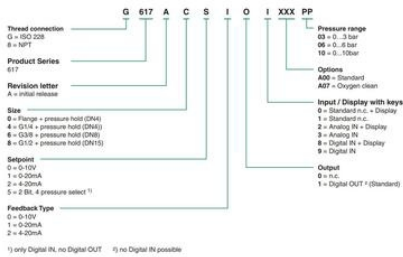 G 617 A C S I O I XXX PP
Thread connection
G = ISO 228
8 = NPT
Product Series
617
Revision letter
A = initial release
Size
0 = Flange + pressure hold (DN4)
4 = G1/4 + pressure hold (DN4))
6 = G3/8 + pressure hold (DN8)
8 = G1/2 + pressure hold (DN15)
Setpoint
0 = 0-10V
1 = 0-20mA
2 = 4-20mA
5 = 2 Bit, 4 pressure select ¹⁾
Feedback Type
0 = 0-10V
1 = 0-20mA
2 = 4-20mA
Pressure range
03 = 0...3 bar
06 = 0...6 bar
10 = 0...10bar
Options
A00 = Standard
A07 = Oxygen clean
Input / Display with keys
0 = Standard n.c. + Display
1 = Standard n.c.
2 = Analog IN + Display
3 = Analog IN
8 = Digital IN + Display
9 = Digital IN
Output
0 = n.c.
1 = Digital OUT ² (Standard)
¹) only Digital IN, no Digital OUT ²) no Digital IN possible